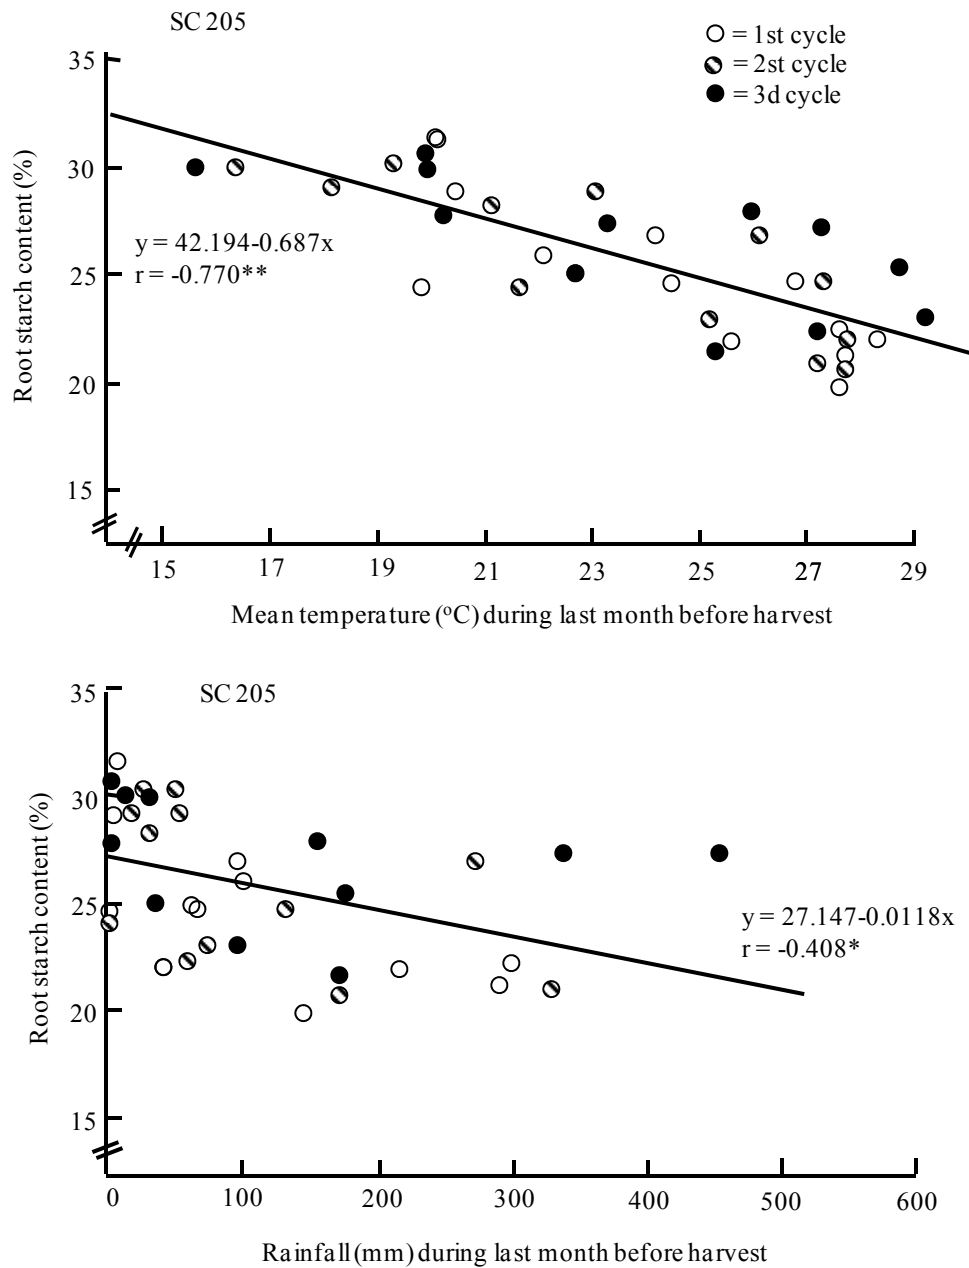 SC 205
= 1st cycle
= 2st cycle
= 3d cycle
35
30
25
20
15
Root starch content (%)
y = 42.194-0.687x
r = -0.770**
15 17 19 21 23 25 27 29
Mean temperature (°C) during last month before harvest
SC 205
35
30
25
20
15
Root starch content (%)
y = 27.147-0.0118x
r = -0.408*
0 100 200 300 400 500 600
Rainfall (mm) during last month before harvest